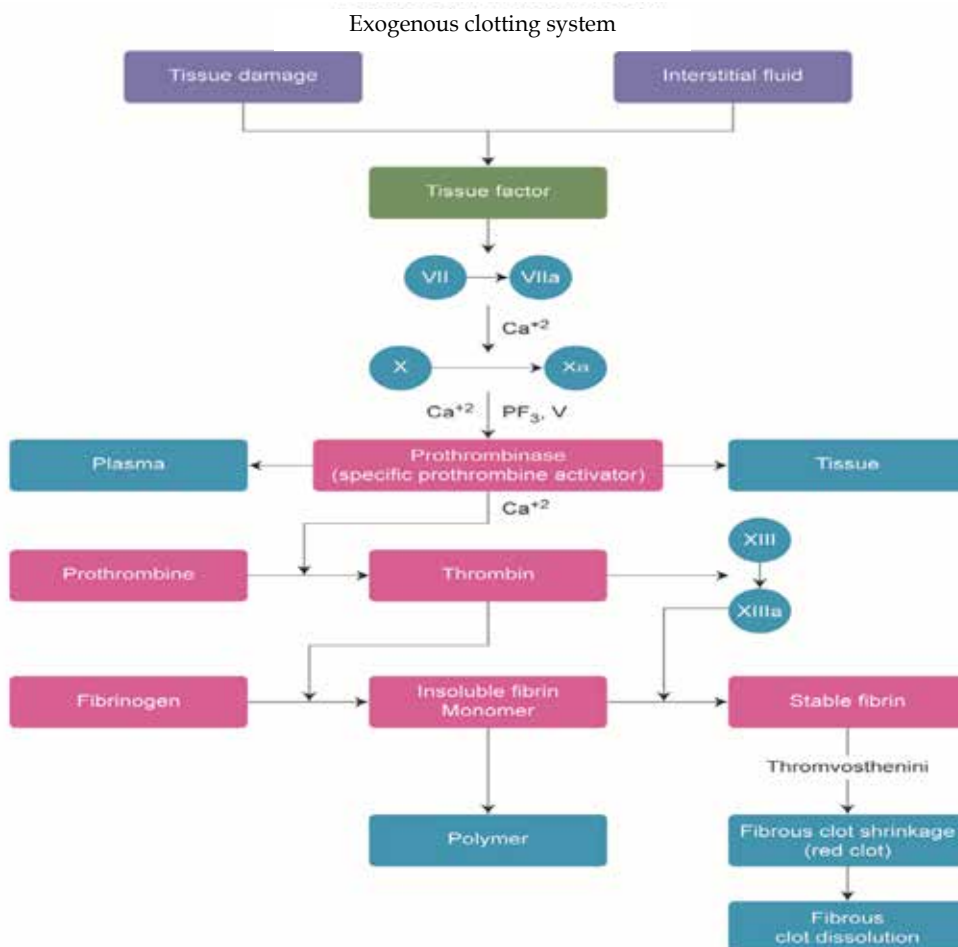 Exogenous clotting system
Tissue damage
Interstitial fluid
Tissue factor
VII
VIIa
Ca+2
X
Xa
Ca+2
PF3, V
Plasma
Prothrombinase
(specific prothrombine activator)
Tissue
Ca+2
XIII
Prothrombine
Thrombin
XIIIa
Fibrinogen
Insoluble fibrin
Monomer
Stable fibrin
Thromvosthenini
Polymer
Fibrous clot shrinkage
(red clot)
Fibrous
clot dissolution